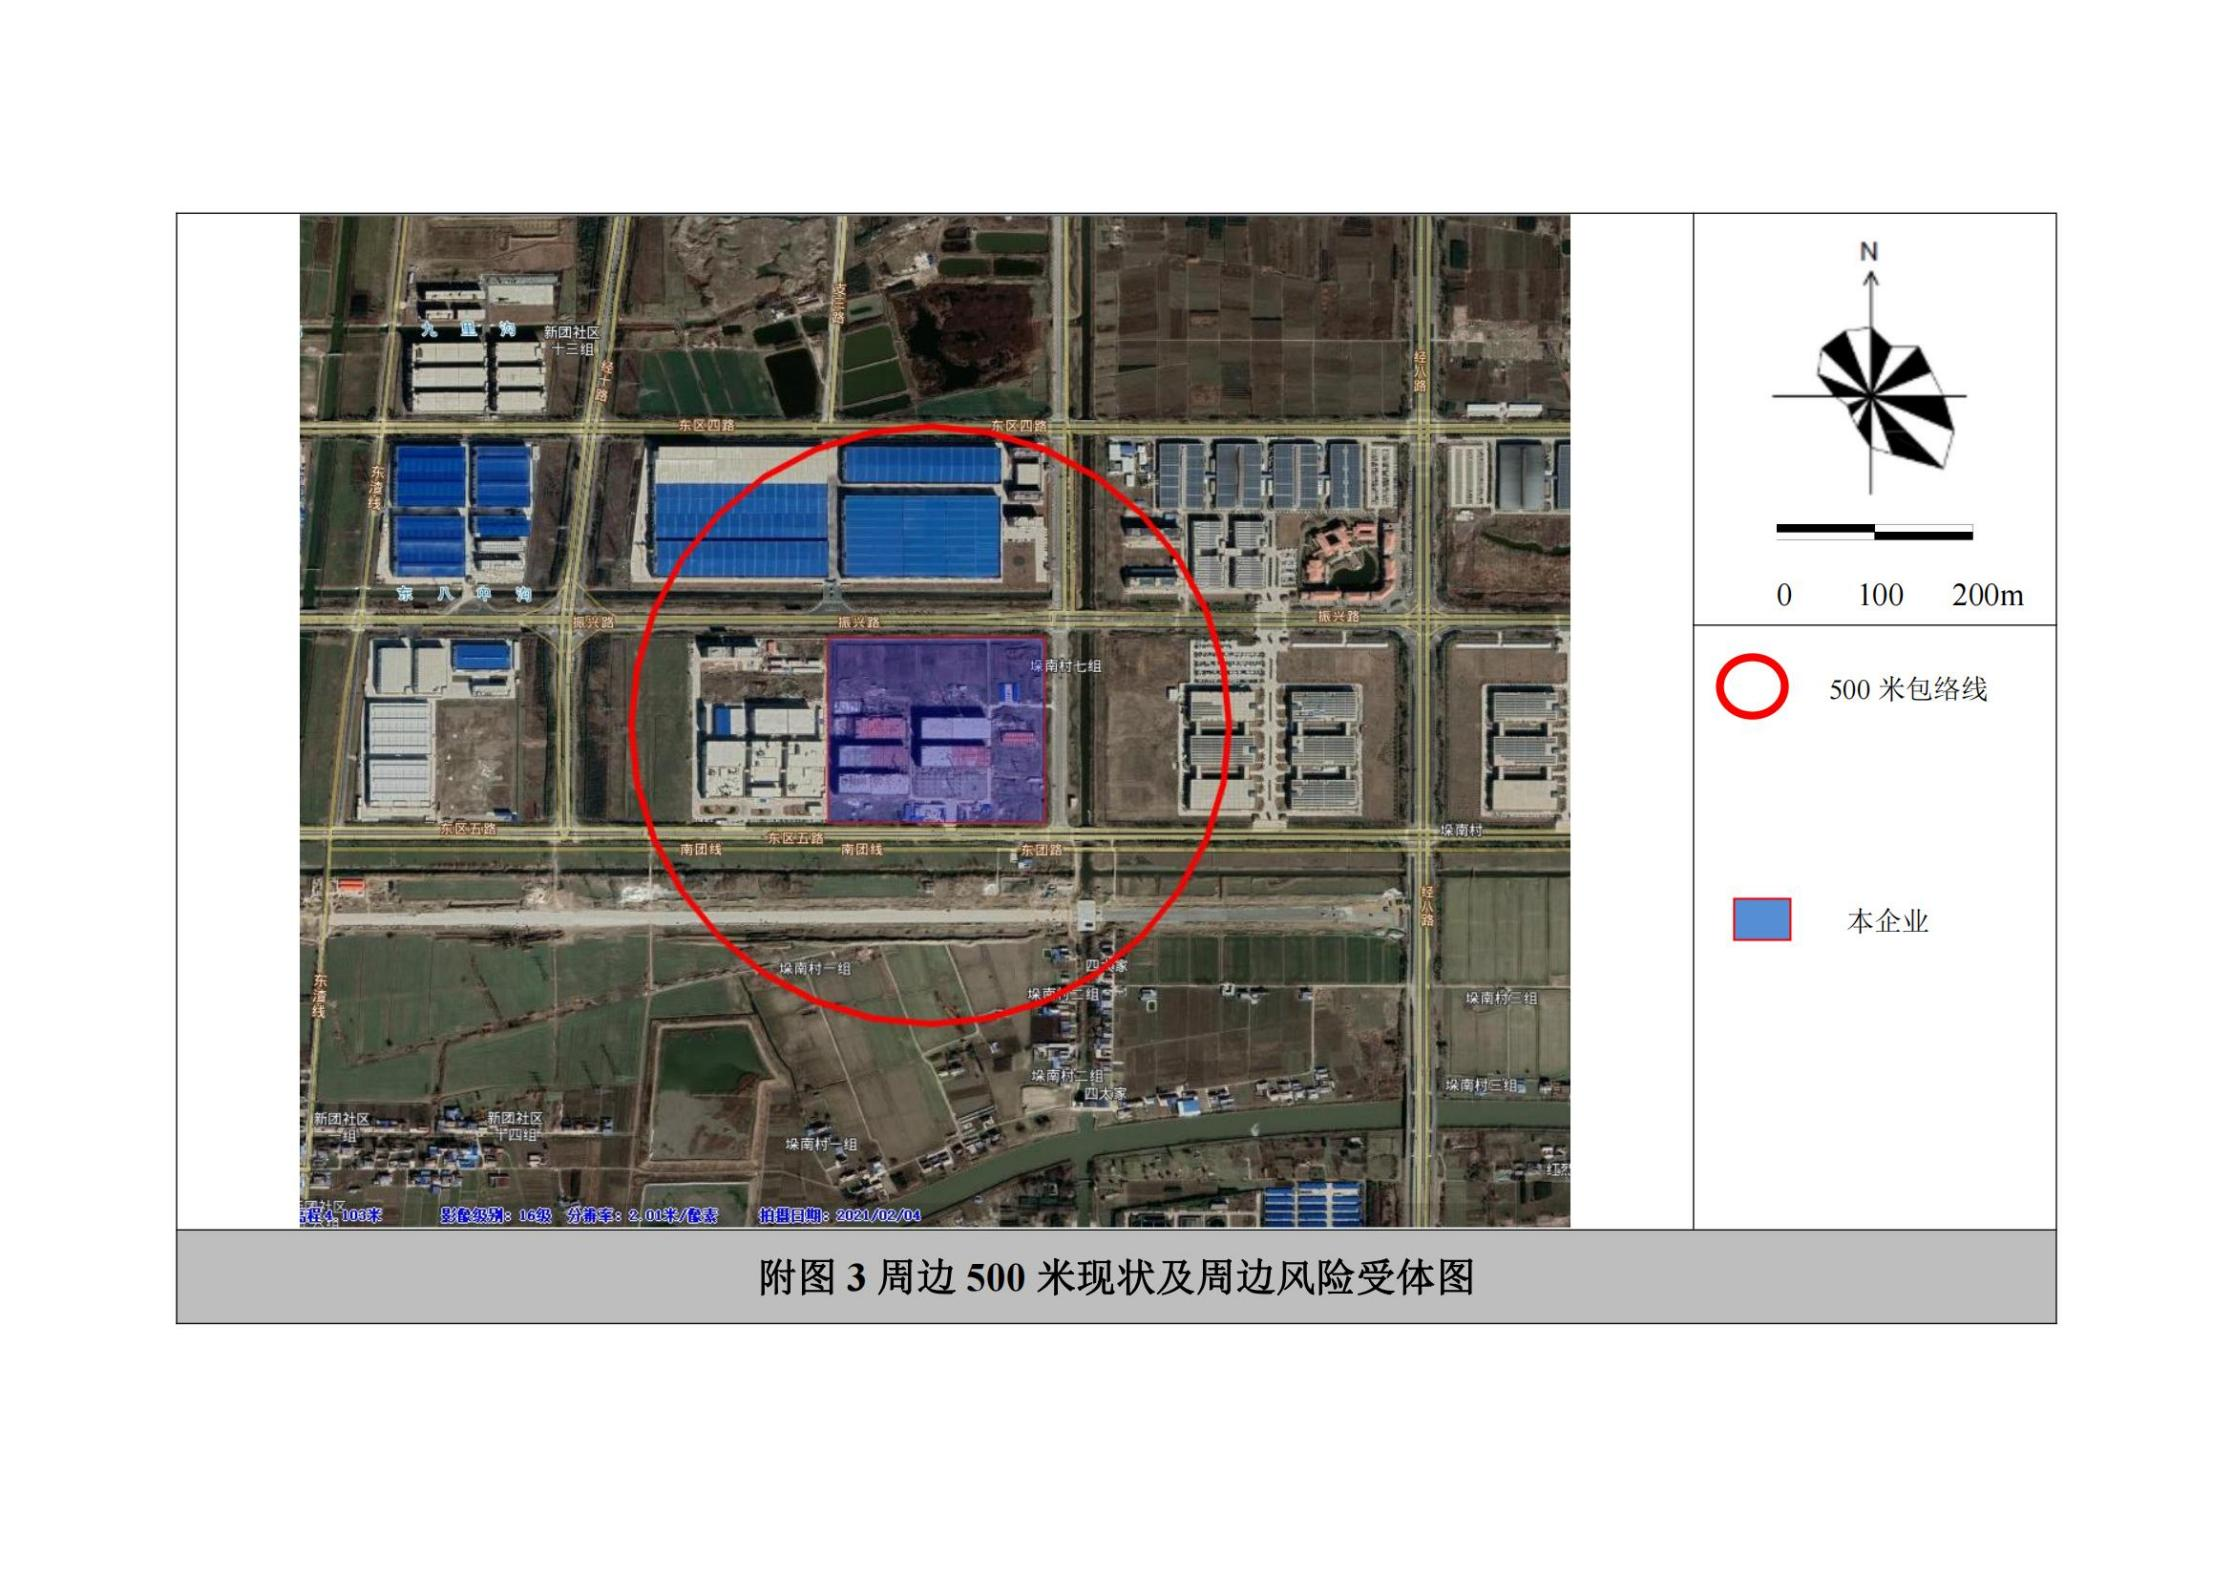 支三路
九里沟
新团社区
十三组
经十路
经八路
东区四路
东区四路
东渣线
东八中沟
振兴路
振兴路
振兴路
垛南村七组
东区五路
东区五路
垛南村
南团线
南团线
东团路
经八路
垛南村一组
四大家
垛南村二组
垛南村三组
东渣线
垛南村二组
四大家
垛南村三组
新团社区
一组
新团社区
十四组
垛南村一组
影像级别：16级 分辨率：2.01米/像素 拍摄日期：2021/02/04
N
0 100 200m
500 米包络线
本企业
附图 3 周边 500 米现状及周边风险受体图